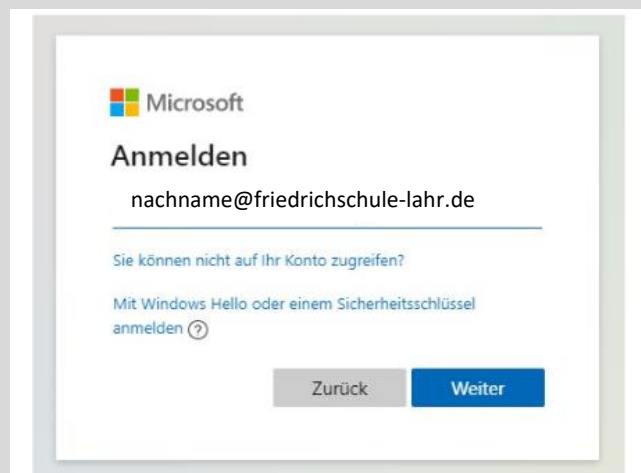 Microsoft
Anmelden
nachname@friedrichschule-lahr.de
Sie können nicht auf Ihr Konto zugreifen?
Mit Windows Hello oder einem Sicherheitsschlüssel
anmelden ?
Zurück Weiter